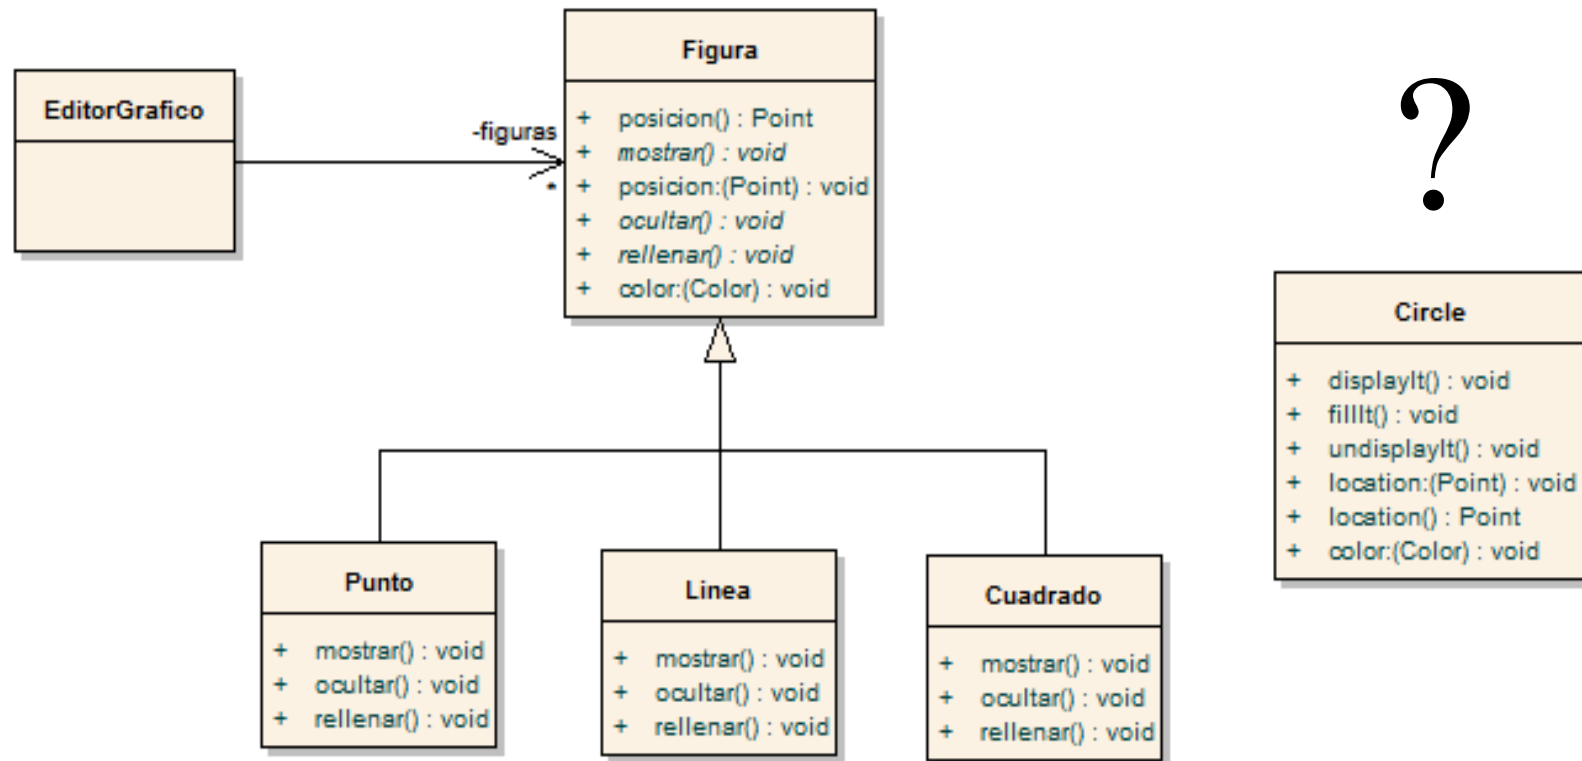 EditorGrafico
-figuras
*
Figura
+ posicion() : Point
+ mostrar() : void
+ posicion:(Point) : void
+ ocultar() : void
+ rellenar() : void
+ color:(Color) : void
?
Circle
+ displayIt() : void
+ fillIt() : void
+ undisplayIt() : void
+ location:(Point) : void
+ location() : Point
+ color:(Color) : void
Punto
+ mostrar() : void
+ ocultar() : void
+ rellenar() : void
Linea
+ mostrar() : void
+ ocultar() : void
+ rellenar() : void
Cuadrado
+ mostrar() : void
+ ocultar() : void
+ rellenar() : void